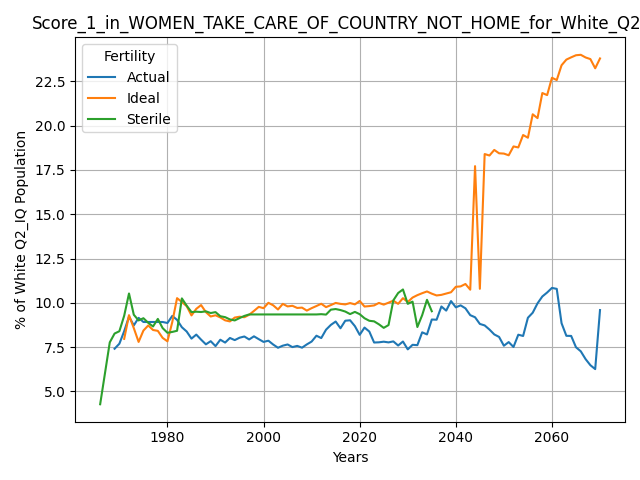 Score_1_in_WOMEN_TAKE_CARE_OF_COUNTRY_NOT_HOME_for_White_Q2
Fertility
Actual
Ideal
Sterile
% of White Q2_IQ Population
22.5
20.0
17.5
15.0
12.5
10.0
7.5
5.0
1980 2000 2020 2040 2060
Years